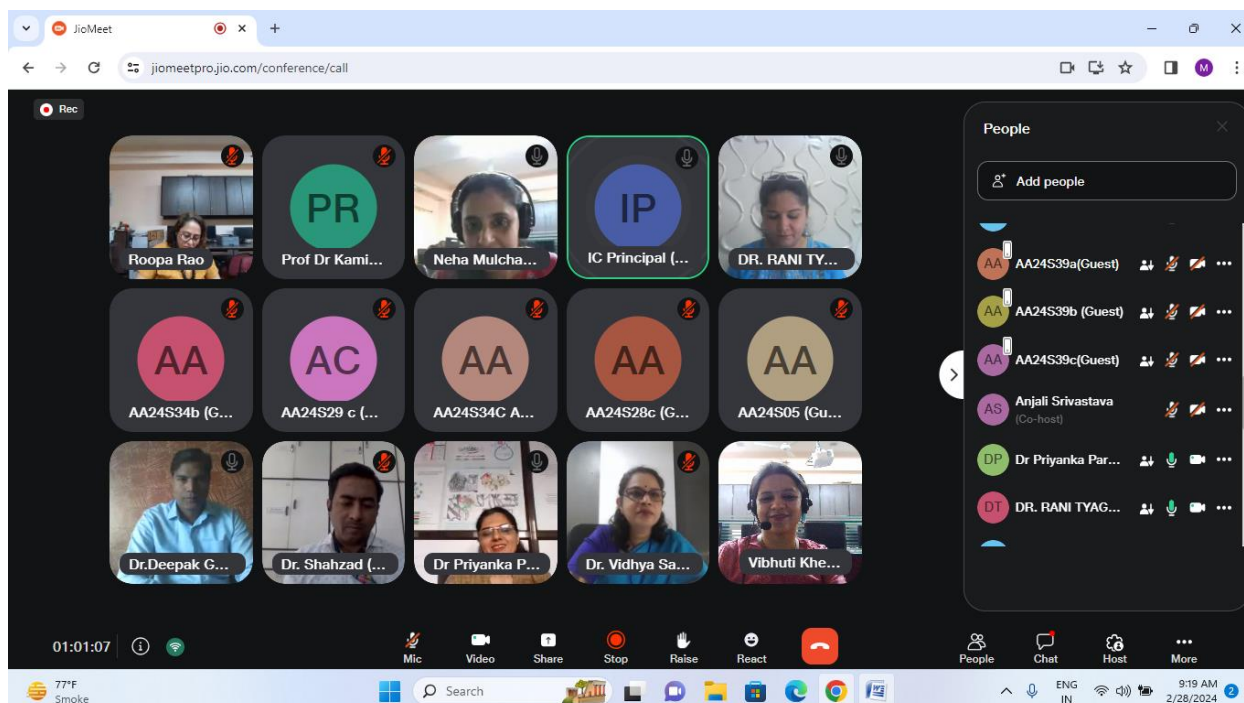 JioMeet
jiomeetpro.jio.com/conference/call
M
Rec
Roopa Rao
PR
Prof Dr Kami...
Neha Mulcha...
IP
IC Principal (...
DR. RANI TY...
AA
AA24S34b (G...
AC
AA24S29 c (...
AA
AA24S34C A...
AA
AA24S28c (G...
AA
AA24S05 (Gu...
Dr.Deepak G...
Dr. Shahzad (...
Dr Priyanka P...
Dr. Vidhya Sa...
Vibhuti Khe...
People
Add people
AA
AA24S39a(Guest)
AA
AA24S39b (Guest)
AA
AA24S39c(Guest)
AS
Anjali Srivastava
(Co-host)
DP
Dr Priyanka Par...
DT
DR. RANI TYAG...
01:01:07
Mic
Video
Share
Stop
Raise
React
People
Chat
Host
More
77°F
Smoke
Search
ENG
IN
9:19 AM
2/28/2024
2